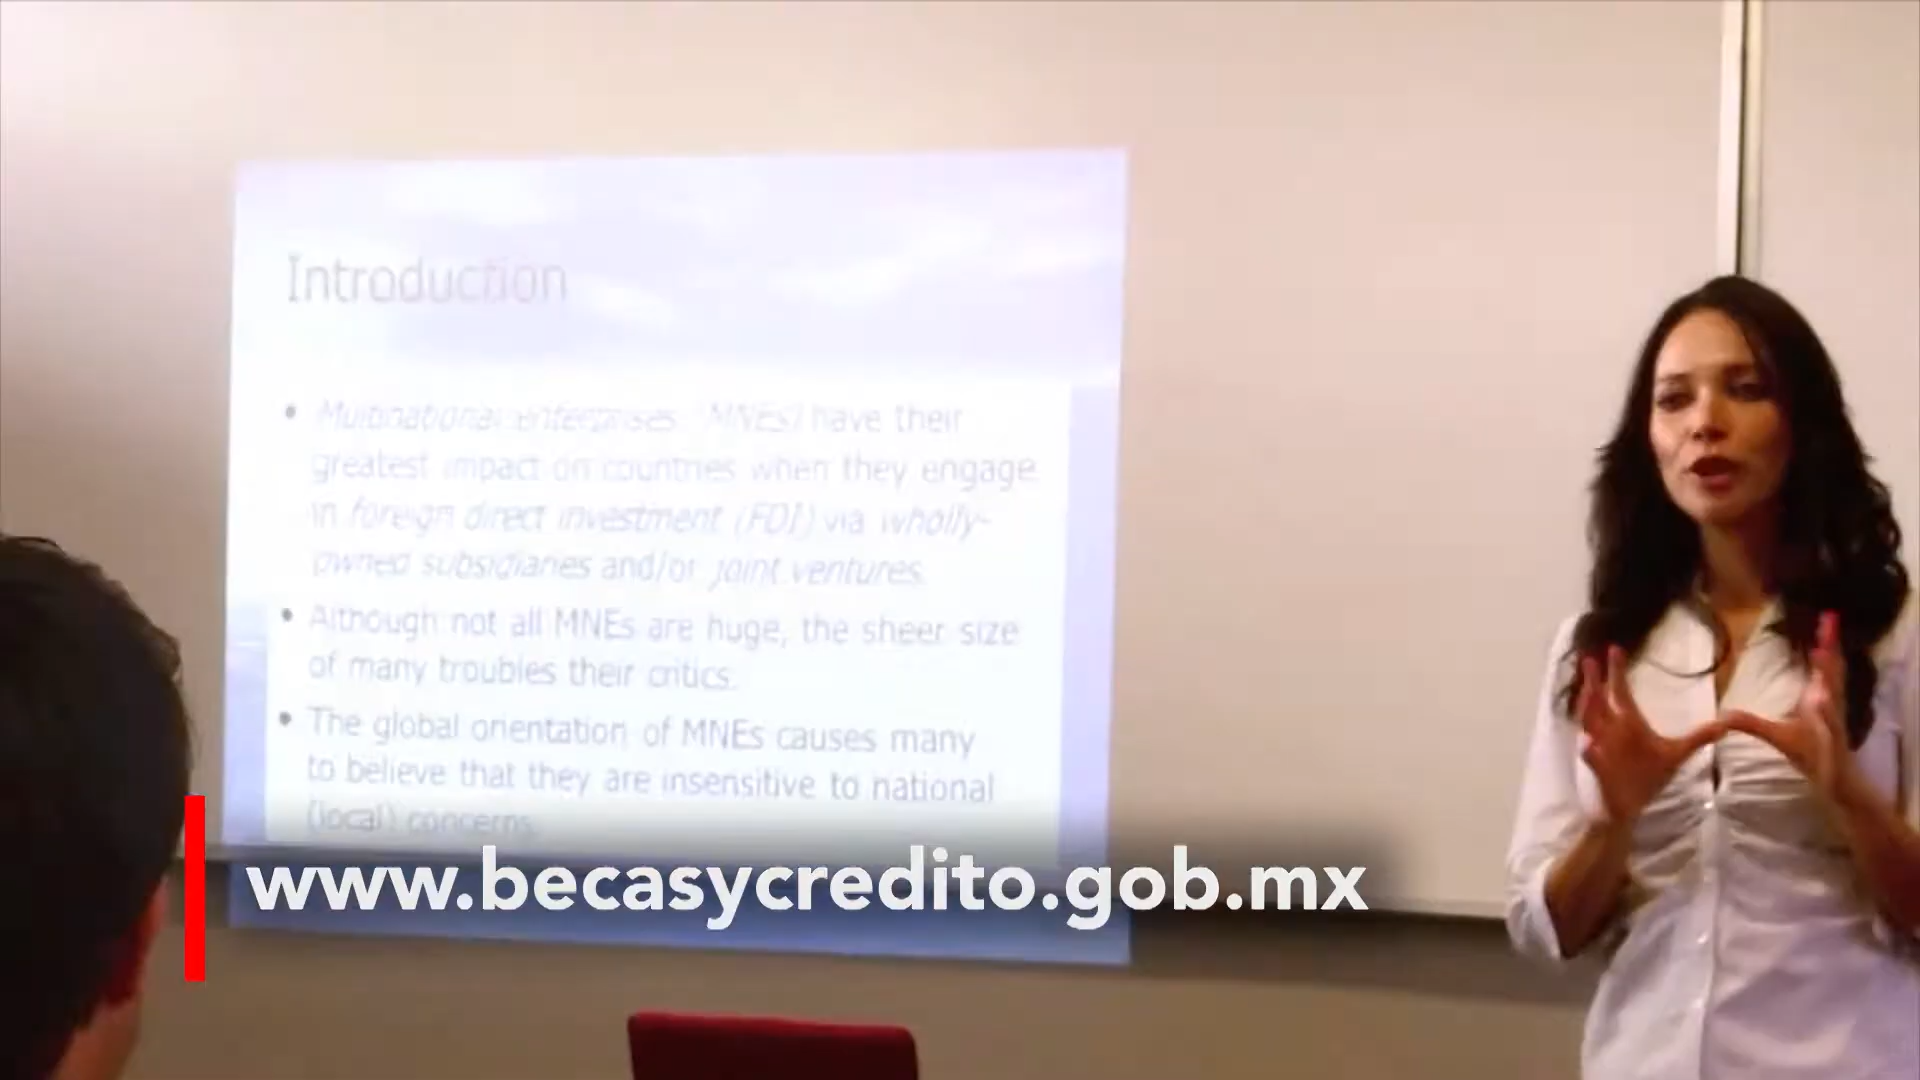 Introduction
• Multinational enterprises (MNEs) have their
greatest impact on countries when they engage
in foreign direct investment (FDI) via wholly-
owned subsidiaries and/or joint ventures.
• Although not all MNEs are huge, the sheer size
of many troubles their critics.
• The global orientation of MNEs causes many
to believe that they are insensitive to national
(local) concerns.
www.becasycredito.gob.mx